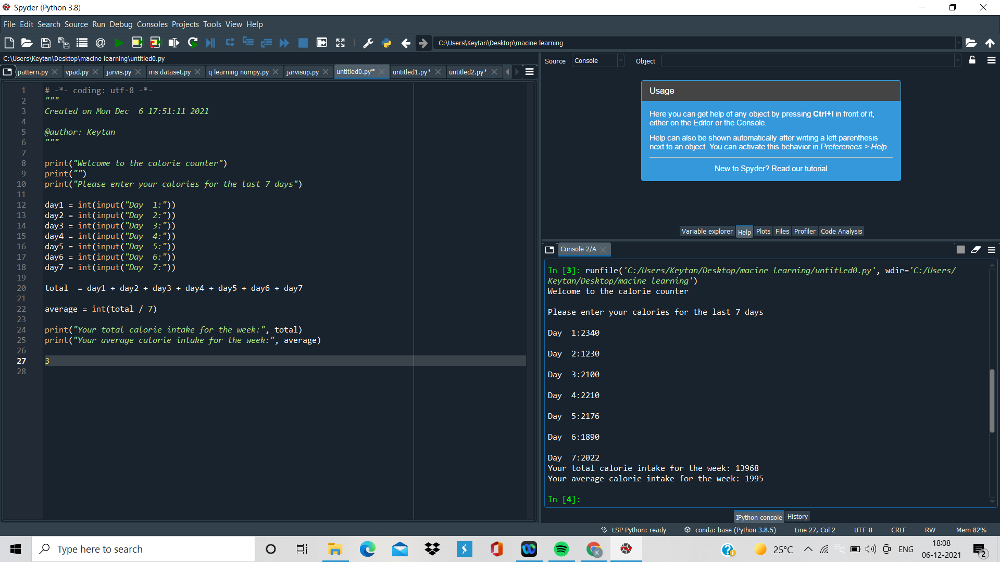 Spyder (Python 3.8)
File Edit Search Source Run Debug Consoles Projects Tools View Help
C:\Users\Keytan\Desktop\macine learning
C:\Users\Keytan\Desktop\macine learning\untitled0.py
pattern.py vpad.py jarvis.py iris dataset.py q learning numpy.py jarvisup.py untitled0.py* untitled1.py* untitled2.py*
1 # -*- coding: utf-8 -*-
2 """
3 Created on Mon Dec  6 17:51:11 2021
4
5 @author: Keytan
6 """
7
8 print("Welcome to the calorie counter")
9 print("")
10 print("Please enter your calories for the last 7 days")
11
12 day1 = int(input("Day  1:"))
13 day2 = int(input("Day  2:"))
14 day3 = int(input("Day  3:"))
15 day4 = int(input("Day  4:"))
16 day5 = int(input("Day  5:"))
17 day6 = int(input("Day  6:"))
18 day7 = int(input("Day  7:"))
19
20 total  = day1 + day2 + day3 + day4 + day5 + day6 + day7
21
22 average = int(total / 7)
23
24 print("Your total calorie intake for the week:", total)
25 print("Your average calorie intake for the week:", average)
26
27 3
28
Source Console Object
Usage
Here you can get help of any object by pressing Ctrl+I in front of it,
either on the Editor or the Console.
Help can also be shown automatically after writing a left parenthesis
next to an object. You can activate this behavior in Preferences > Help.
New to Spyder? Read our tutorial
Variable explorer Help Plots Files Profiler Code Analysis
Console 2/A
In [3]: runfile('C:/Users/Keytan/Desktop/macine learning/untitled0.py', wdir='C:/Users/
Keytan/Desktop/macine learning')
Welcome to the calorie counter
Please enter your calories for the last 7 days
Day  1:2340
Day  2:1230
Day  3:2100
Day  4:2210
Day  5:2176
Day  6:1890
Day  7:2022
Your total calorie intake for the week: 13968
Your average calorie intake for the week: 1995
In [4]:
IPython console History
LSP Python: ready conda: base (Python 3.8.5) Line 27, Col 2 UTF-8 CRLF RW Mem 82%
Type here to search
25°C ENG
18:08
06-12-2021
2